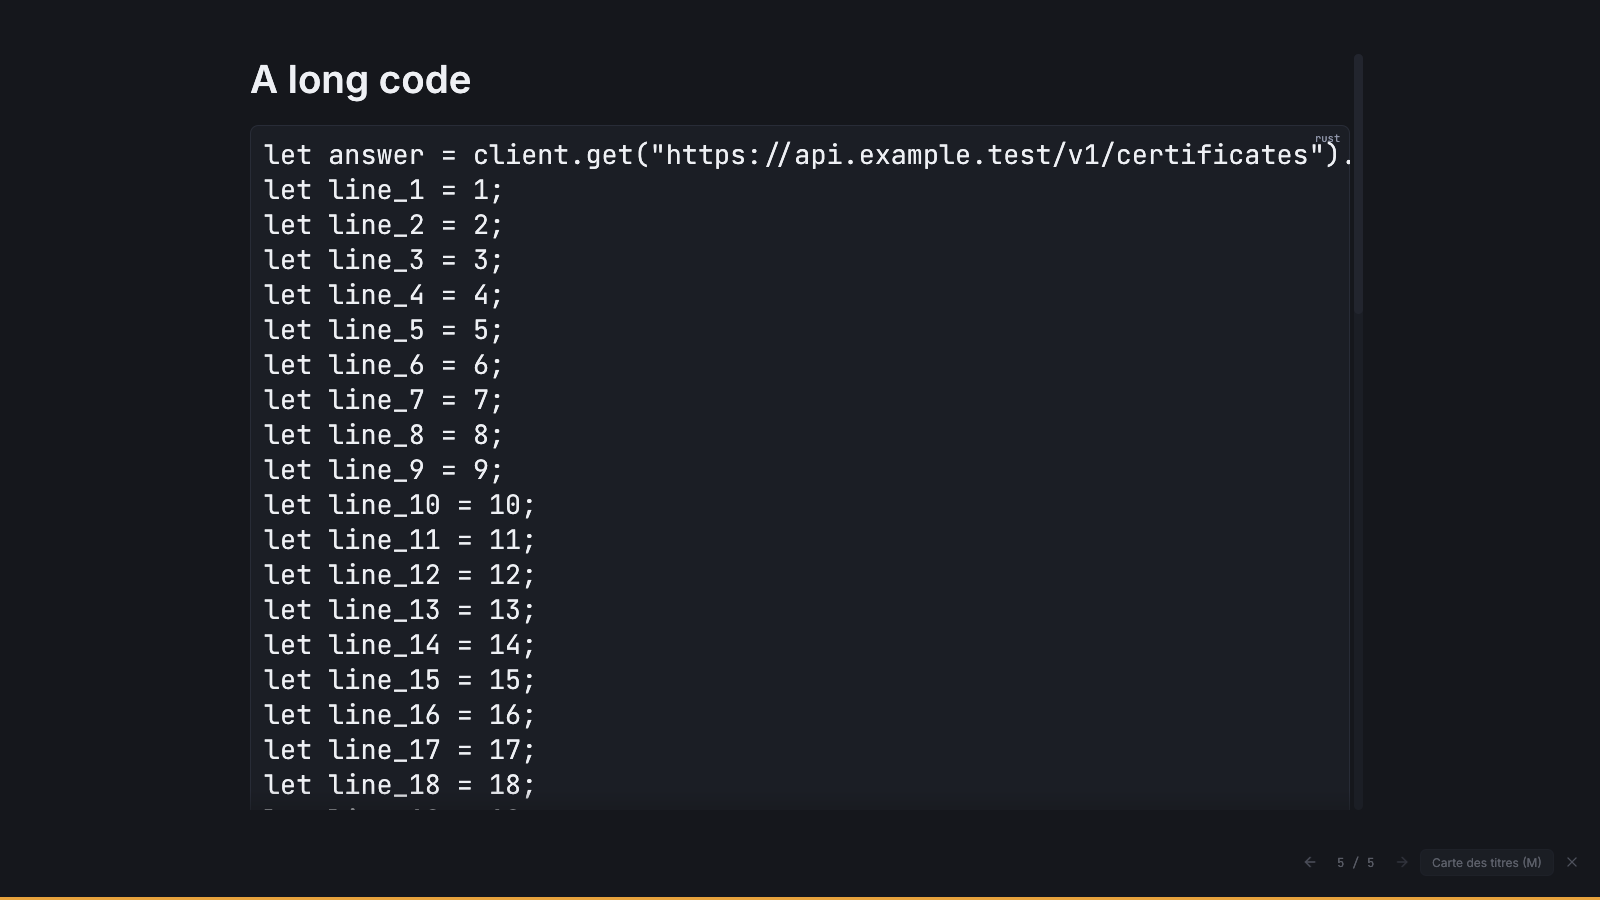 A long code
rust
let answer = client.get("https://api.example.test/v1/certificates").
let line_1 = 1;
let line_2 = 2;
let line_3 = 3;
let line_4 = 4;
let line_5 = 5;
let line_6 = 6;
let line_7 = 7;
let line_8 = 8;
let line_9 = 9;
let line_10 = 10;
let line_11 = 11;
let line_12 = 12;
let line_13 = 13;
let line_14 = 14;
let line_15 = 15;
let line_16 = 16;
let line_17 = 17;
let line_18 = 18;
5 / 5
Carte des titres (M)